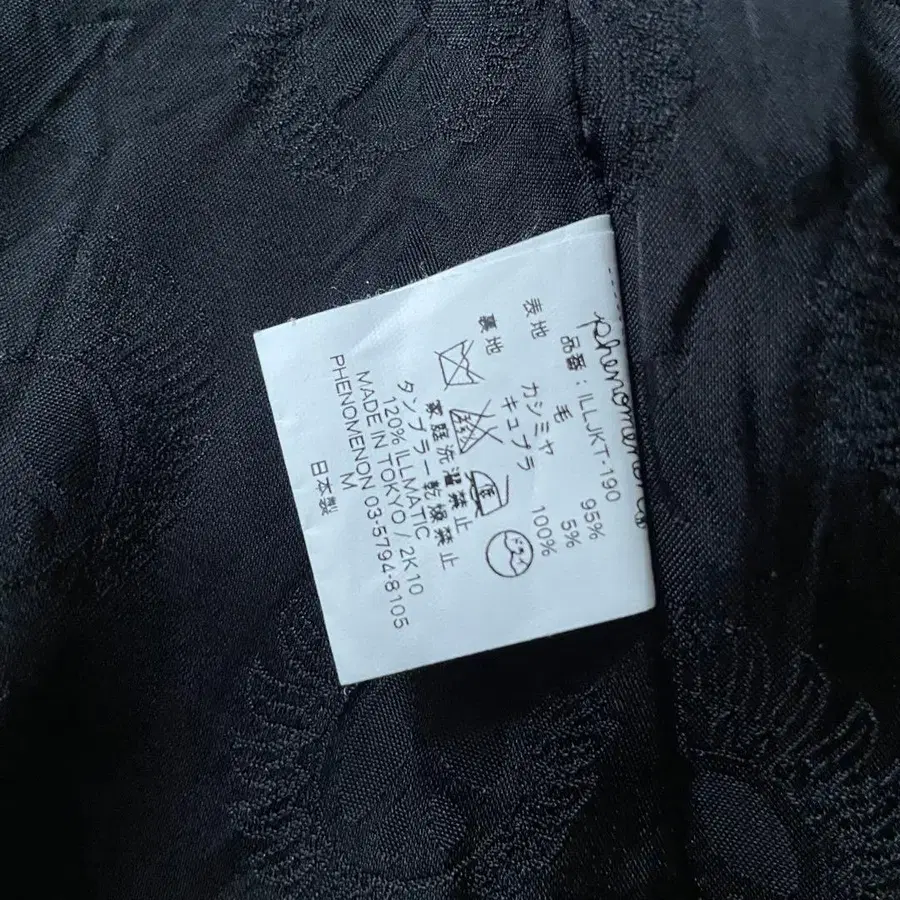 phenomenon
品番：ILLJKT-190
表地 毛 95%
カシミヤ 5%
裏地 キュプラ 100%
家庭洗濯禁止
タンブラー乾燥禁止
120% ILLMATIC
MADE IN TOKYO / 2K10
PHENOMENON 03-5794-8105
M
日本製